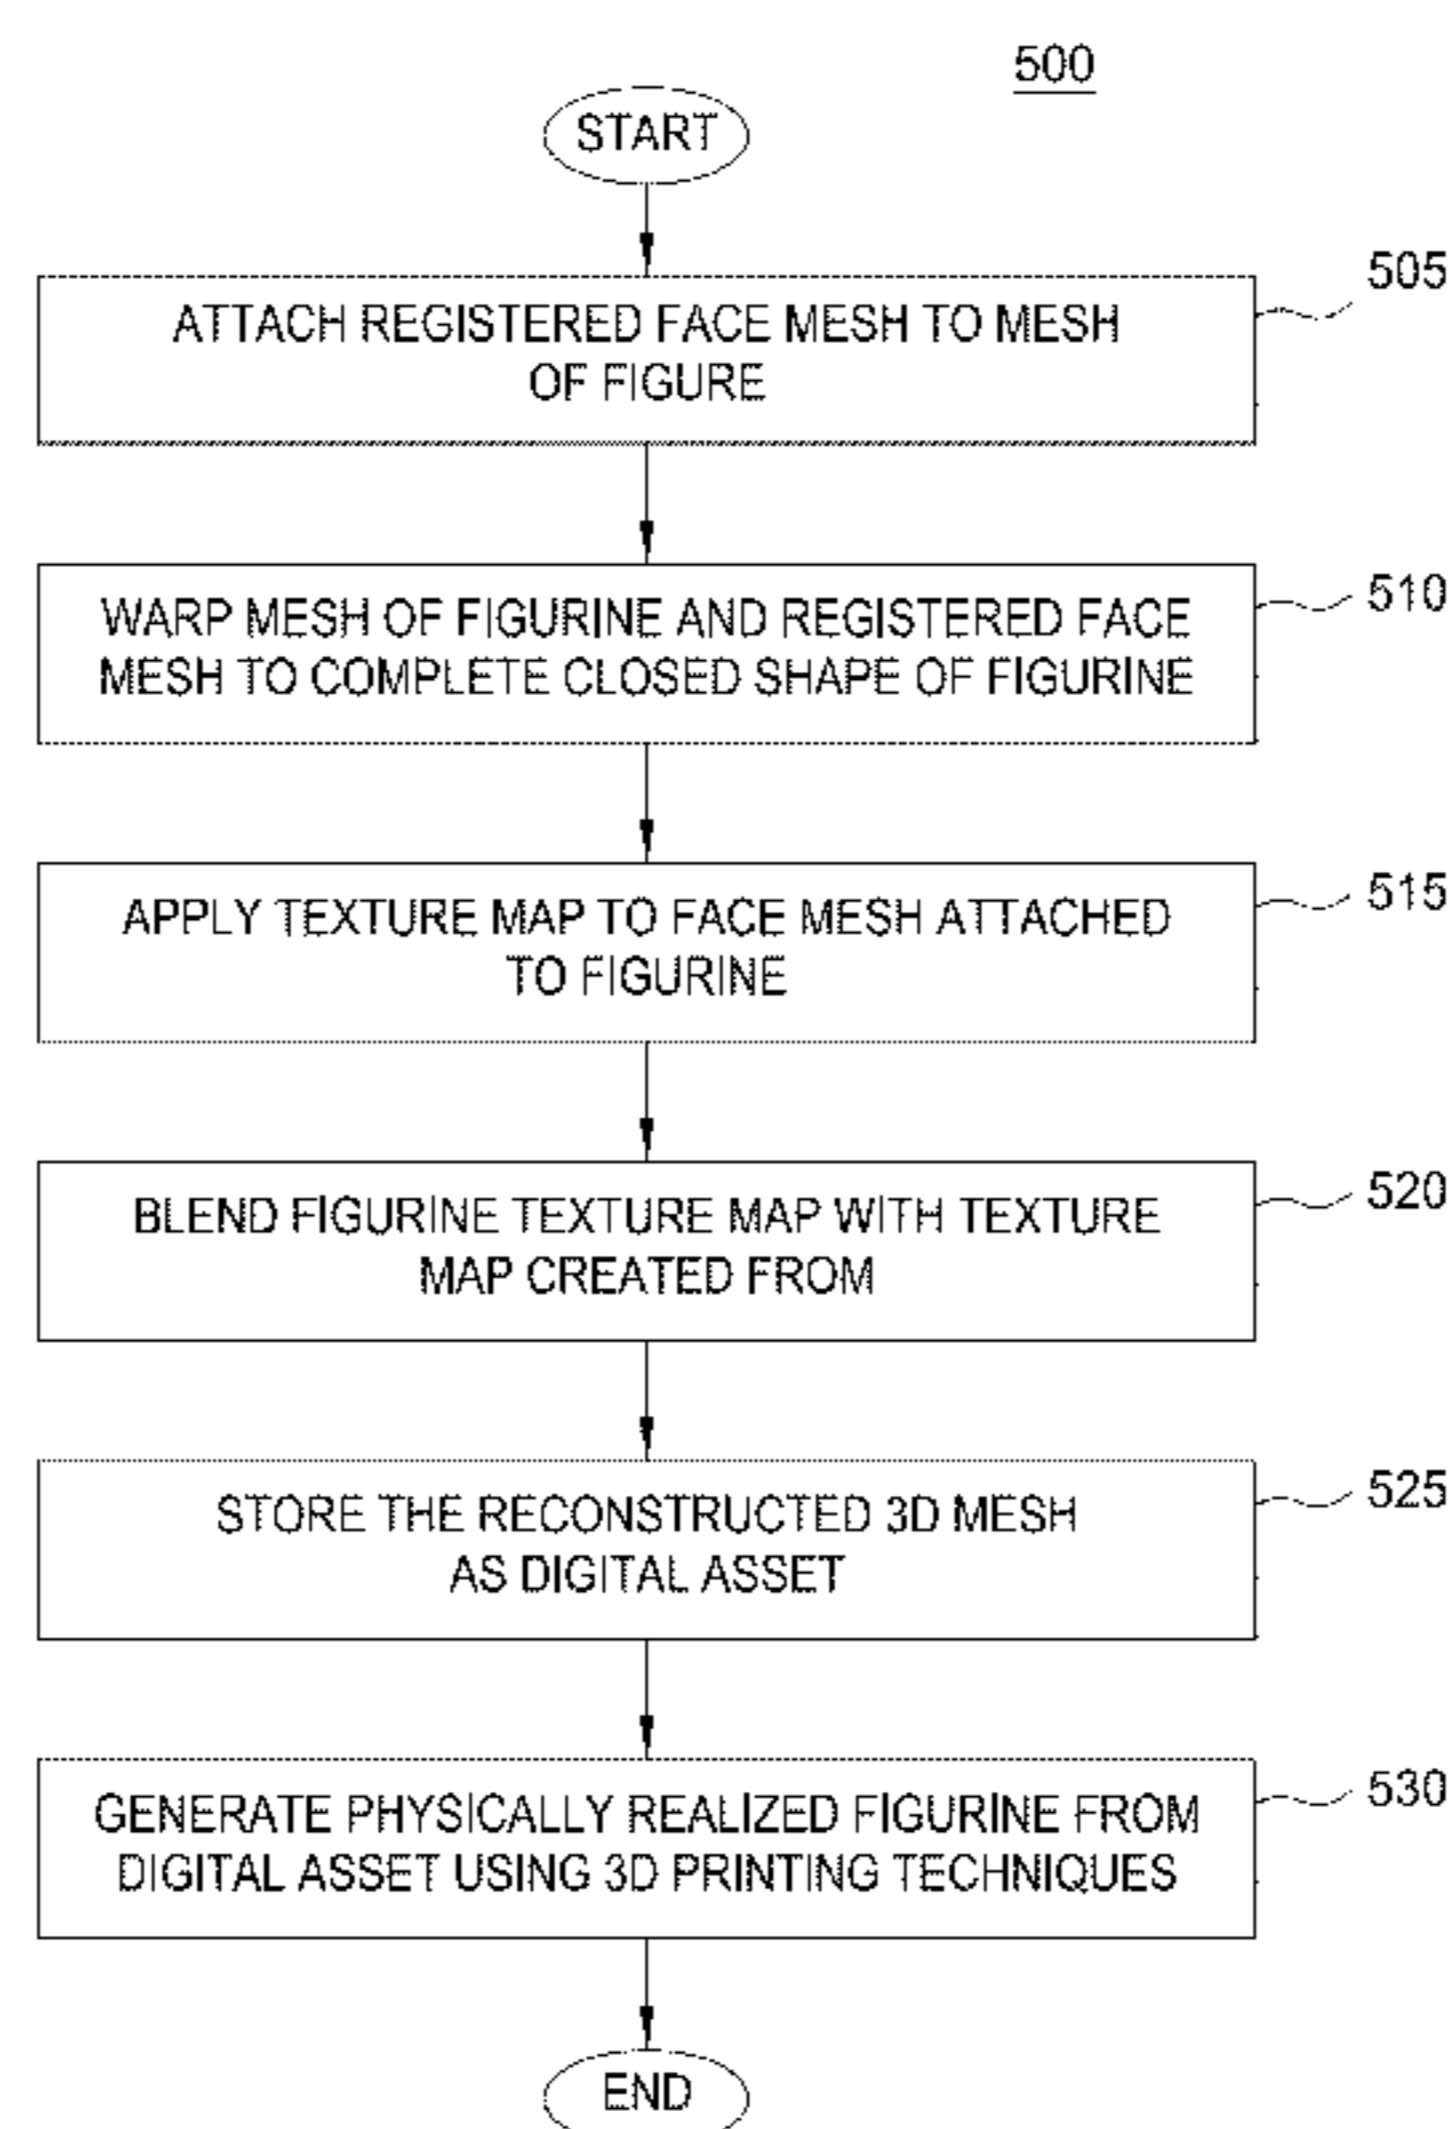 500
START
505
ATTACH REGISTERED FACE MESH TO MESH
OF FIGURE
510
WARP MESH OF FIGURINE AND REGISTERED FACE
MESH TO COMPLETE CLOSED SHAPE OF FIGURINE
515
APPLY TEXTURE MAP TO FACE MESH ATTACHED
TO FIGURINE
520
BLEND FIGURINE TEXTURE MAP WITH TEXTURE
MAP CREATED FROM
525
STORE THE RECONSTRUCTED 3D MESH
AS DIGITAL ASSET
530
GENERATE PHYSICALLY REALIZED FIGURINE FROM
DIGITAL ASSET USING 3D PRINTING TECHNIQUES
END